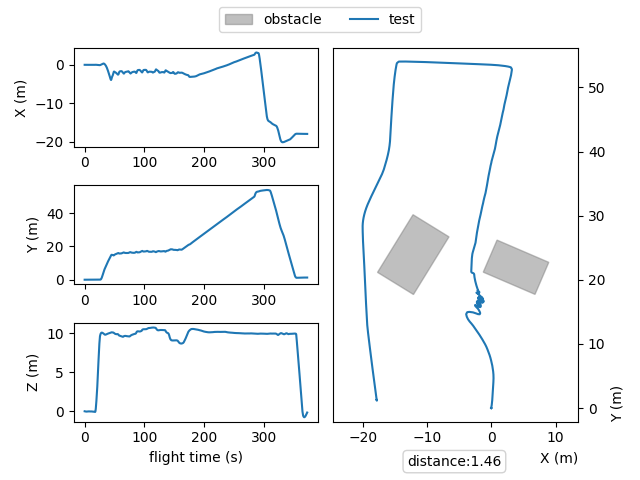 obstacle test
X (m)
0
−10
−20
0 100 200 300
Y (m)
40
20
0
0 100 200 300
Z (m)
10
5
0
0 100 200 300
flight time (s)
50
40
30
20
10
0
Y (m)
−20 −10 0 10
X (m)
distance:1.46